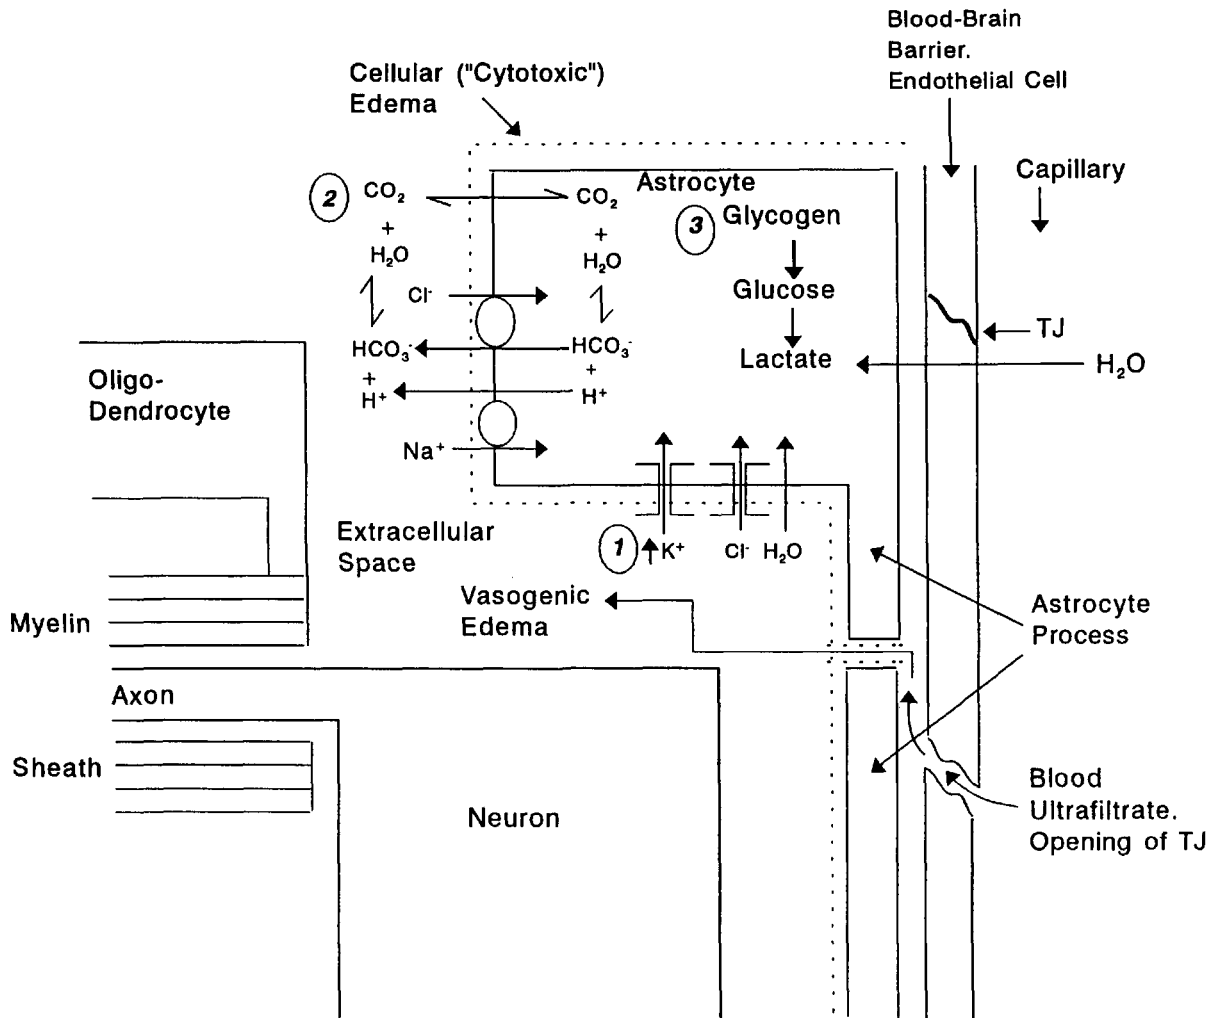 Blood-Brain
Barrier.
Endothelial Cell
Cellular ("Cytotoxic")
Edema
Capillary
Astrocyte
2
CO₂
CO₂
3
Glycogen
+
+
H₂O
H₂O
Cl⁻
Glucose
TJ
HCO₃⁻
HCO₃⁻
Lactate
H₂O
+
+
H⁺
H⁺
Oligo-
Dendrocyte
Na⁺
Extracellular
Space
1
K⁺
Cl⁻
H₂O
Vasogenic
Edema
Astrocyte
Process
Myelin
Axon
Sheath
Neuron
Blood
Ultrafiltrate.
Opening of TJ